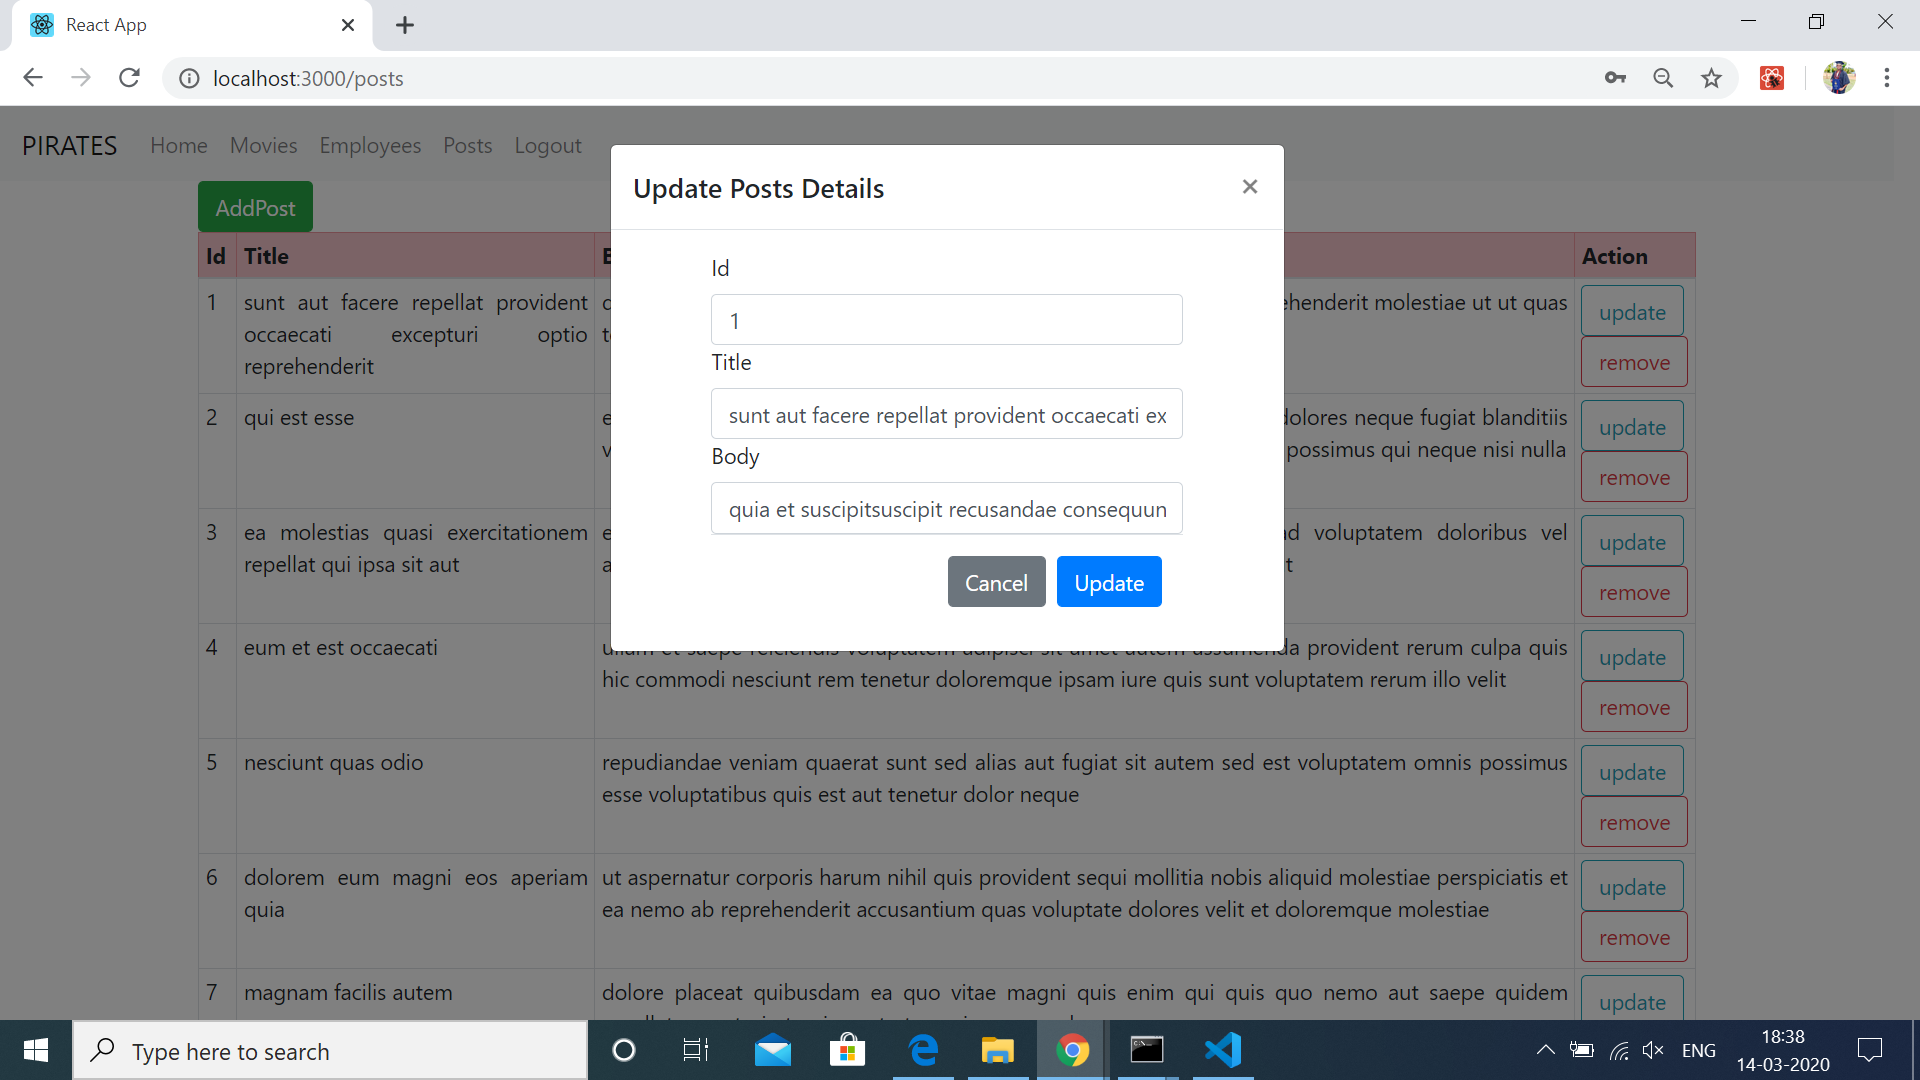 React App
localhost:3000/posts
PIRATES Home Movies Employees Posts Logout
AddPost
Update Posts Details ×
Id
1
Title
sunt aut facere repellat provident occaecati ex
Body
quia et suscipitsuscipit recusandae consequun
Cancel Update
Id Title Action
1 sunt aut facere repellat provident molestiae ut ut quas update
occaecati excepturi optio
reprehenderit remove
2 qui est esse dolores neque fugiat blanditiis update
possimus qui neque nisi nulla
remove
3 ea molestias quasi exercitationem voluptatem doloribus vel update
repellat qui ipsa sit aut
remove
4 eum et est occaecati provident rerum culpa quis update
hic commodi nesciunt rem tenetur doloremque ipsam iure quis sunt voluptatem rerum illo velit
remove
5 nesciunt quas odio repudiandae veniam quaerat sunt sed alias aut fugiat sit autem sed est voluptatem omnis possimus update
esse voluptatibus quis est aut tenetur dolor neque
remove
6 dolorem eum magni eos aperiam ut aspernatur corporis harum nihil quis provident sequi mollitia nobis aliquid molestiae perspiciatis et update
quia ea nemo ab reprehenderit accusantium quas voluptate dolores velit et doloremque molestiae
remove
7 magnam facilis autem dolore placeat quibusdam ea quo vitae magni quis enim qui quis quo nemo aut saepe quidem update
Type here to search
ENG
18:38
14-03-2020